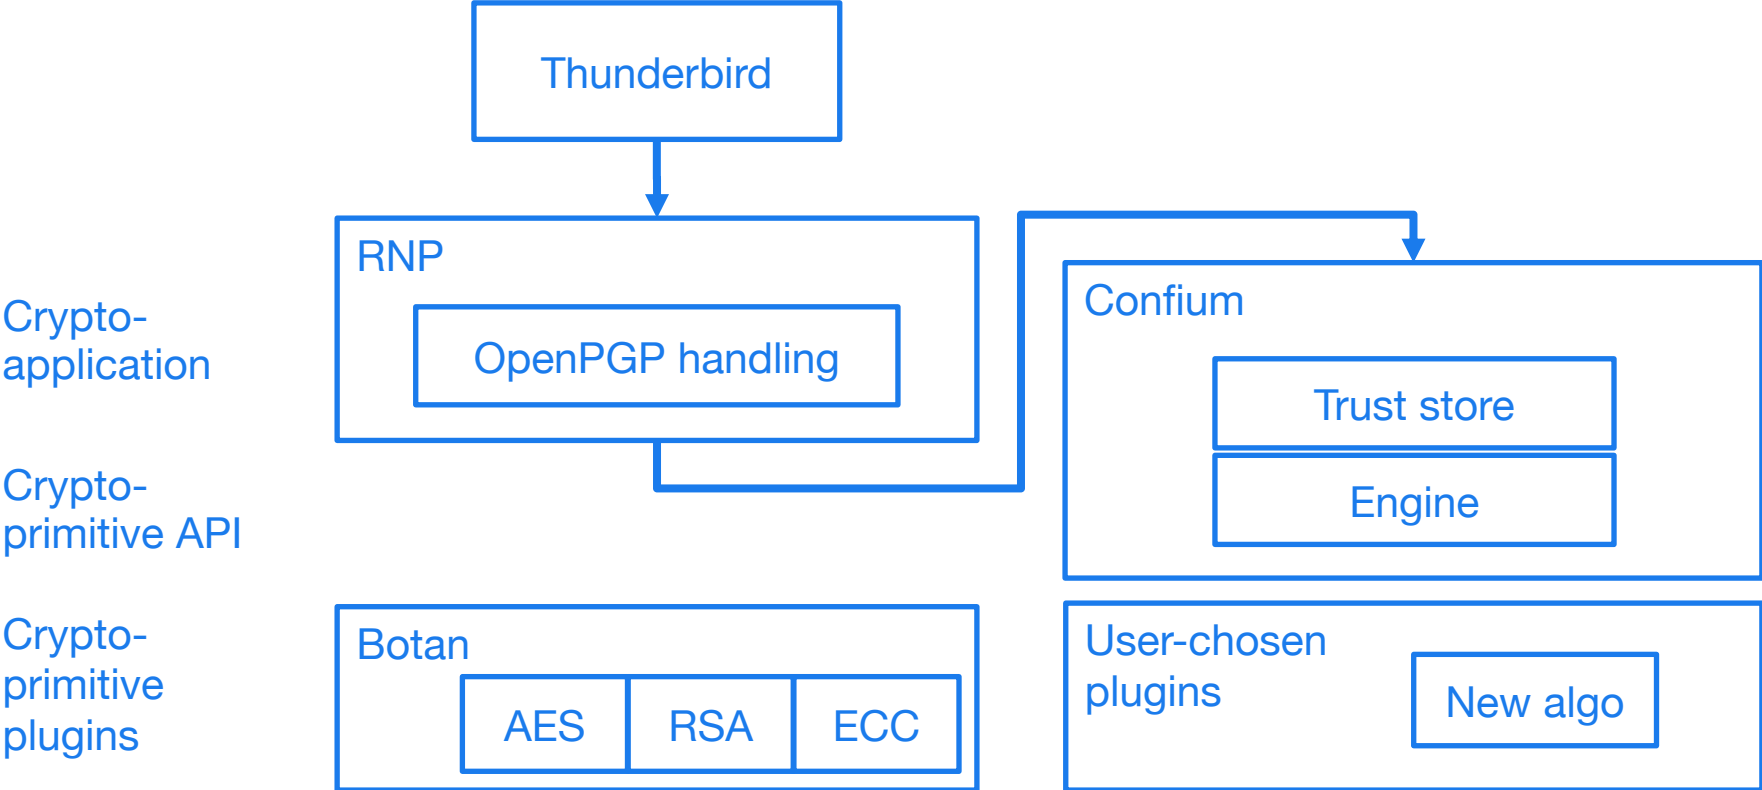 Thunderbird
RNP
OpenPGP handling
Confium
Trust store
Engine
Crypto-
application
Crypto-
primitive API
Crypto-
primitive
plugins
Botan
AES
RSA
ECC
User-chosen
plugins
New algo